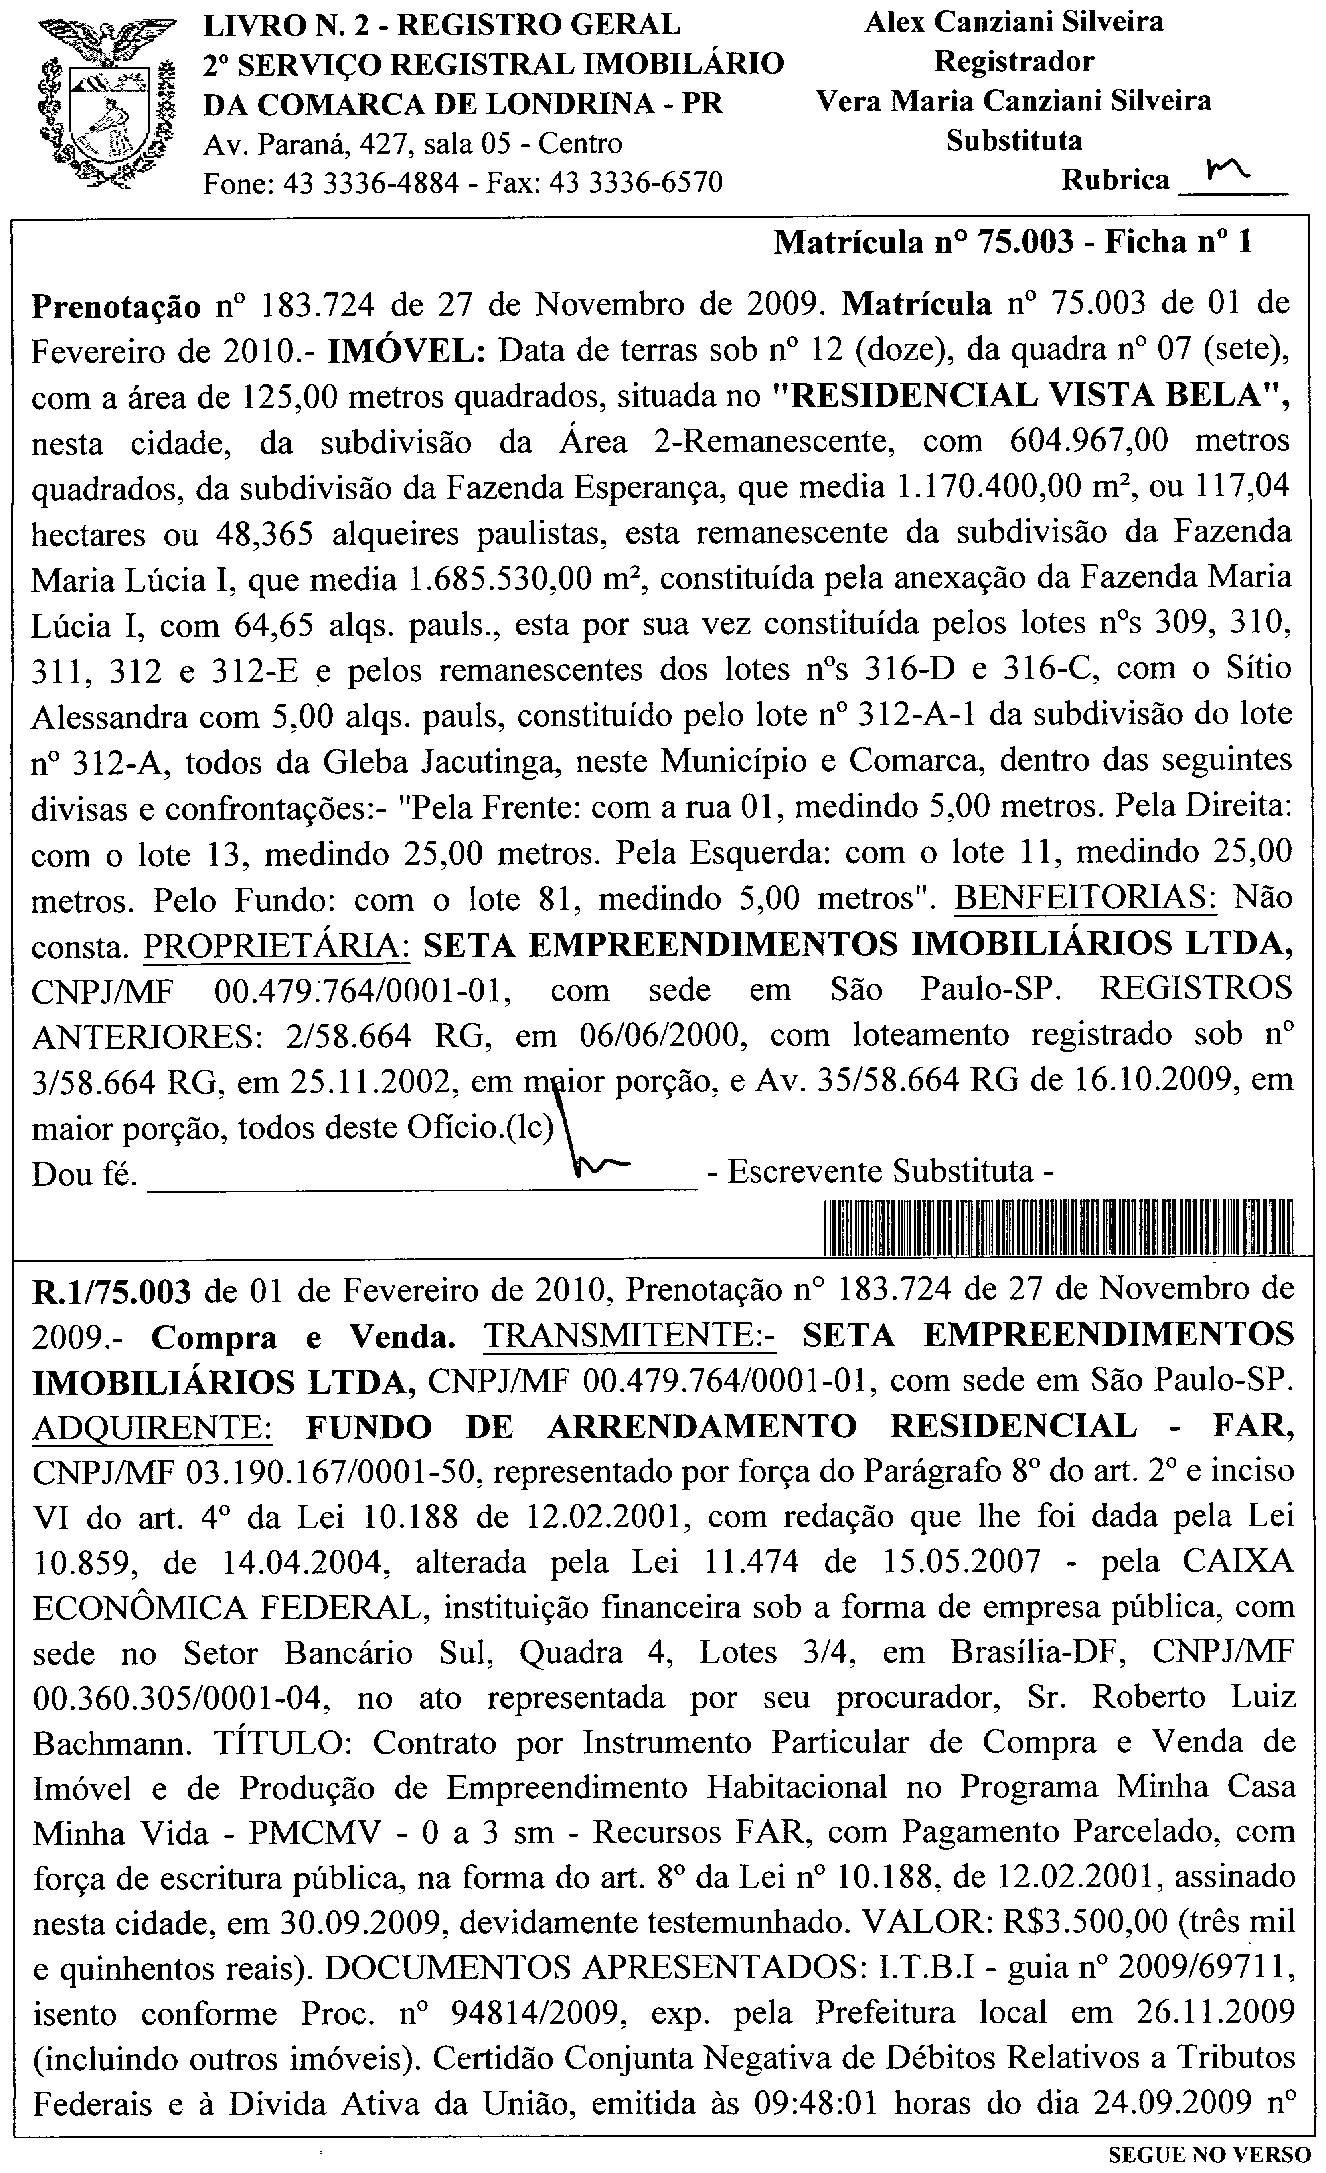 LIVRO N. 2 - REGISTRO GERAL
2º SERVIÇO REGISTRAL IMOBILÁRIO
DA COMARCA DE LONDRINA - PR
Av. Paraná, 427, sala 05 - Centro
Fone: 43 3336-4884 - Fax: 43 3336-6570
Alex Canziani Silveira
Registrador
Vera Maria Canziani Silveira
Substituta
Rubrica
Matrícula nº 75.003 - Ficha nº 1
Prenotação nº 183.724 de 27 de Novembro de 2009. Matrícula nº 75.003 de 01 de
Fevereiro de 2010.- IMÓVEL: Data de terras sob nº 12 (doze), da quadra nº 07 (sete),
com a área de 125,00 metros quadrados, situada no "RESIDENCIAL VISTA BELA",
nesta cidade, da subdivisão da Área 2-Remanescente, com 604.967,00 metros
quadrados, da subdivisão da Fazenda Esperança, que media 1.170.400,00 m², ou 117,04
hectares ou 48,365 alqueires paulistas, esta remanescente da subdivisão da Fazenda
Maria Lúcia I, que media 1.685.530,00 m², constituída pela anexação da Fazenda Maria
Lúcia I, com 64,65 alqs. pauls., esta por sua vez constituída pelos lotes nºs 309, 310,
311, 312 e 312-E e pelos remanescentes dos lotes nºs 316-D e 316-C, com o Sítio
Alessandra com 5,00 alqs. pauls, constituído pelo lote nº 312-A-1 da subdivisão do lote
nº 312-A, todos da Gleba Jacutinga, neste Município e Comarca, dentro das seguintes
divisas e confrontações:- "Pela Frente: com a rua 01, medindo 5,00 metros. Pela Direita:
com o lote 13, medindo 25,00 metros. Pela Esquerda: com o lote 11, medindo 25,00
metros. Pelo Fundo: com o lote 81, medindo 5,00 metros". BENFEITORIAS: Não
consta. PROPRIETÁRIA: SETA EMPREENDIMENTOS IMOBILIÁRIOS LTDA,
CNPJ/MF 00.479.764/0001-01, com sede em São Paulo-SP. REGISTROS
ANTERIORES: 2/58.664 RG, em 06/06/2000, com loteamento registrado sob nº
3/58.664 RG, em 25.11.2002, em maior porção, e Av. 35/58.664 RG de 16.10.2009, em
maior porção, todos deste Ofício.(lc)
Dou fé. - Escrevente Substituta -
R.1/75.003 de 01 de Fevereiro de 2010, Prenotação nº 183.724 de 27 de Novembro de
2009.- Compra e Venda. TRANSMITENTE:- SETA EMPREENDIMENTOS
IMOBILIÁRIOS LTDA, CNPJ/MF 00.479.764/0001-01, com sede em São Paulo-SP.
ADQUIRENTE: FUNDO DE ARRENDAMENTO RESIDENCIAL - FAR,
CNPJ/MF 03.190.167/0001-50, representado por força do Parágrafo 8º do art. 2º e inciso
VI do art. 4º da Lei 10.188 de 12.02.2001, com redação que lhe foi dada pela Lei
10.859, de 14.04.2004, alterada pela Lei 11.474 de 15.05.2007 - pela CAIXA
ECONÔMICA FEDERAL, instituição financeira sob a forma de empresa pública, com
sede no Setor Bancário Sul, Quadra 4, Lotes 3/4, em Brasília-DF, CNPJ/MF
00.360.305/0001-04, no ato representada por seu procurador, Sr. Roberto Luiz
Bachmann. TÍTULO: Contrato por Instrumento Particular de Compra e Venda de
Imóvel e de Produção de Empreendimento Habitacional no Programa Minha Casa
Minha Vida - PMCMV - 0 a 3 sm - Recursos FAR, com Pagamento Parcelado, com
força de escritura pública, na forma do art. 8º da Lei nº 10.188, de 12.02.2001, assinado
nesta cidade, em 30.09.2009, devidamente testemunhado. VALOR: R$3.500,00 (três mil
e quinhentos reais). DOCUMENTOS APRESENTADOS: I.T.B.I - guia nº 2009/69711,
isento conforme Proc. nº 94814/2009, exp. pela Prefeitura local em 26.11.2009
(incluindo outros imóveis). Certidão Conjunta Negativa de Débitos Relativos a Tributos
Federais e à Divida Ativa da União, emitida às 09:48:01 horas do dia 24.09.2009 nº
SEGUE NO VERSO